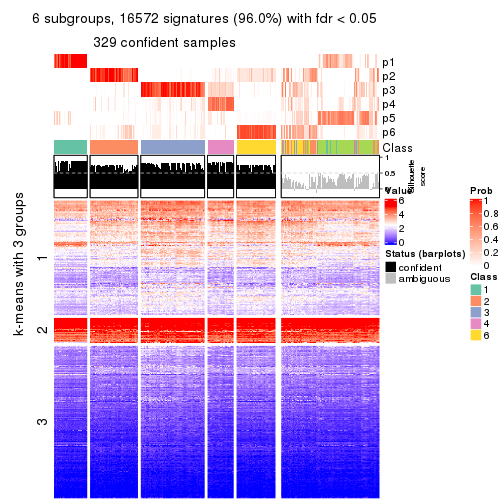 6 subgroups, 16572 signatures (96.0%) with fdr < 0.05
329 confident samples
p1
p2
p3
p4
p5
p6
Class
1
0.5
0
Silhouette
score
k-means with 3 groups
1
2
3
Value
6
4
2
0
Status (barplots)
confident
ambiguous
Prob
1
0.8
0.6
0.4
0.2
0
Class
1
2
3
4
6